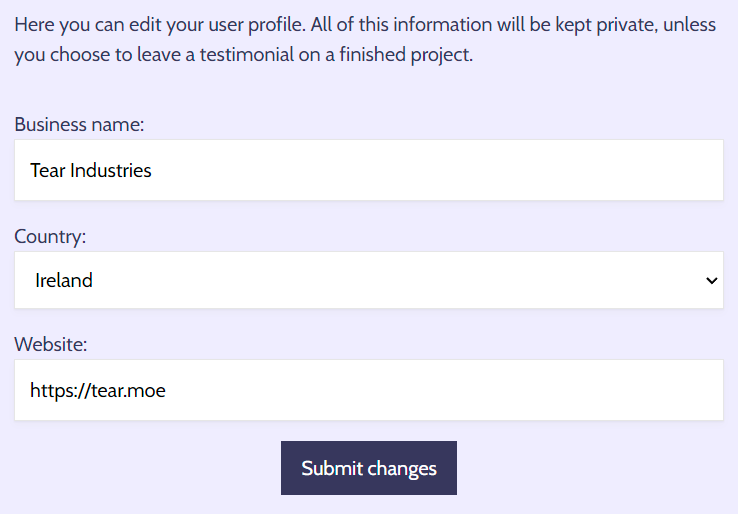 Here you can edit your user profile. All of this information will be kept private, unless
you choose to leave a testimonial on a finished project.
Business name:
Tear Industries
Country:
Ireland
Website:
https://tear.moe
Submit changes